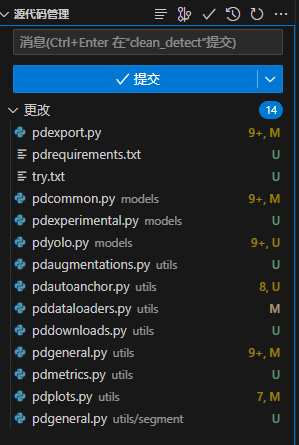 源代码管理
消息(Ctrl+Enter 在"clean_detect"提交)
提交
更改 14
pdexport.py 9+, M
pdrequirements.txt U
try.txt U
pdcommon.py models 9+, M
pdexperimental.py models U
pdyolo.py models 9+, U
pdaugmentations.py utils U
pdautoanchor.py utils 8, U
pddataloaders.py utils M
pddownloads.py utils U
pdgeneral.py utils 9+, M
pdmetrics.py utils U
pdplots.py utils 7, M
pdgeneral.py utils/segment U